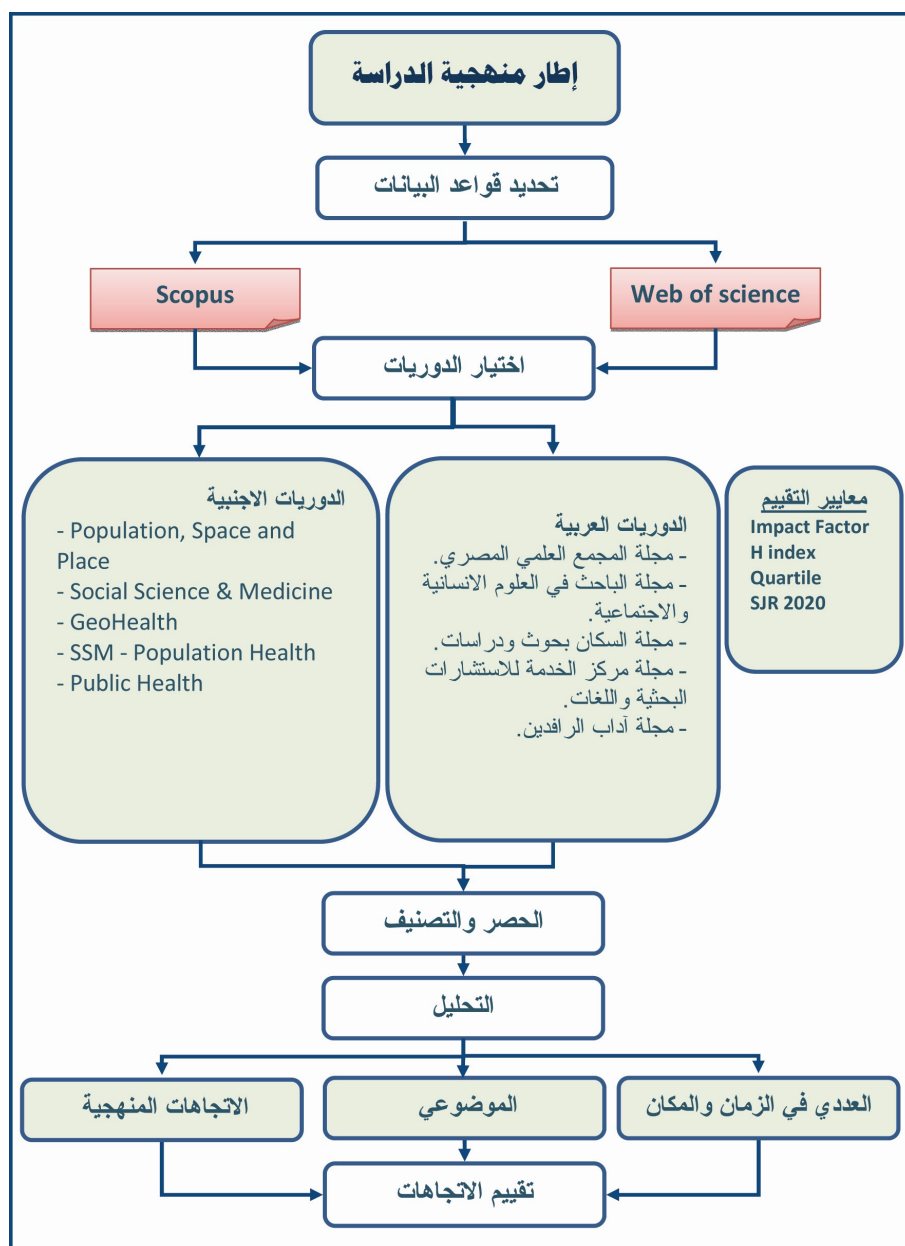 إطار منهجية الدراسة
تحديد قواعد البيانات
Scopus
Web of science
اختيار الدوريات
الدوريات الاجنبية
- Population, Space and
Place
- Social Science & Medicine
- GeoHealth
- SSM - Population Health
- Public Health
الدوريات العربية
- مجلة المجمع العلمي المصري.
- مجلة الباحث في العلوم الانسانية
والاجتماعية.
- مجلة السكان بحوث ودراسات.
- مجلة مركز الخدمة للاستشارات
البحثية واللغات.
- مجلة آداب الرافدين.
معايير التقييم
Impact Factor
H index
Quartile
SJR 2020
الحصر والتصنيف
التحليل
الاتجاهات المنهجية
الموضوعي
العددي في الزمان والمكان
تقييم الاتجاهات